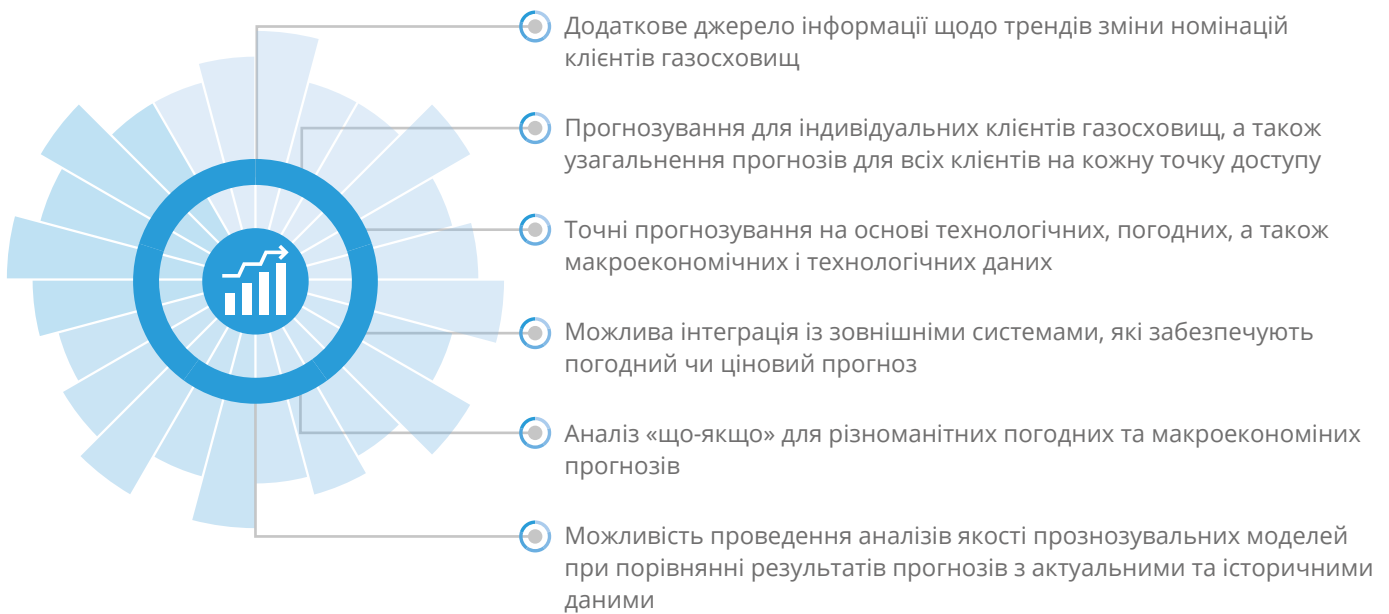 Додаткове джерело інформації щодо трендів зміни номінацій
клієнтів газосховищ
Прогнозування для індивідуальних клієнтів газосховищ, а також
узагальнення прогнозів для всіх клієнтів на кожну точку доступу
Точні прогнозування на основі технологічних, погодних, а також
макроекономічних і технологічних даних
Можлива інтеграція із зовнішніми системами, які забезпечують
погодний чи ціновий прогноз
Аналіз «що-якщо» для різноманітних погодних та макроекономіних
прогнозів
Можливість проведення аналізів якості прознозувальних моделей
при порівнянні результатів прогнозів з актуальними та історичними
даними